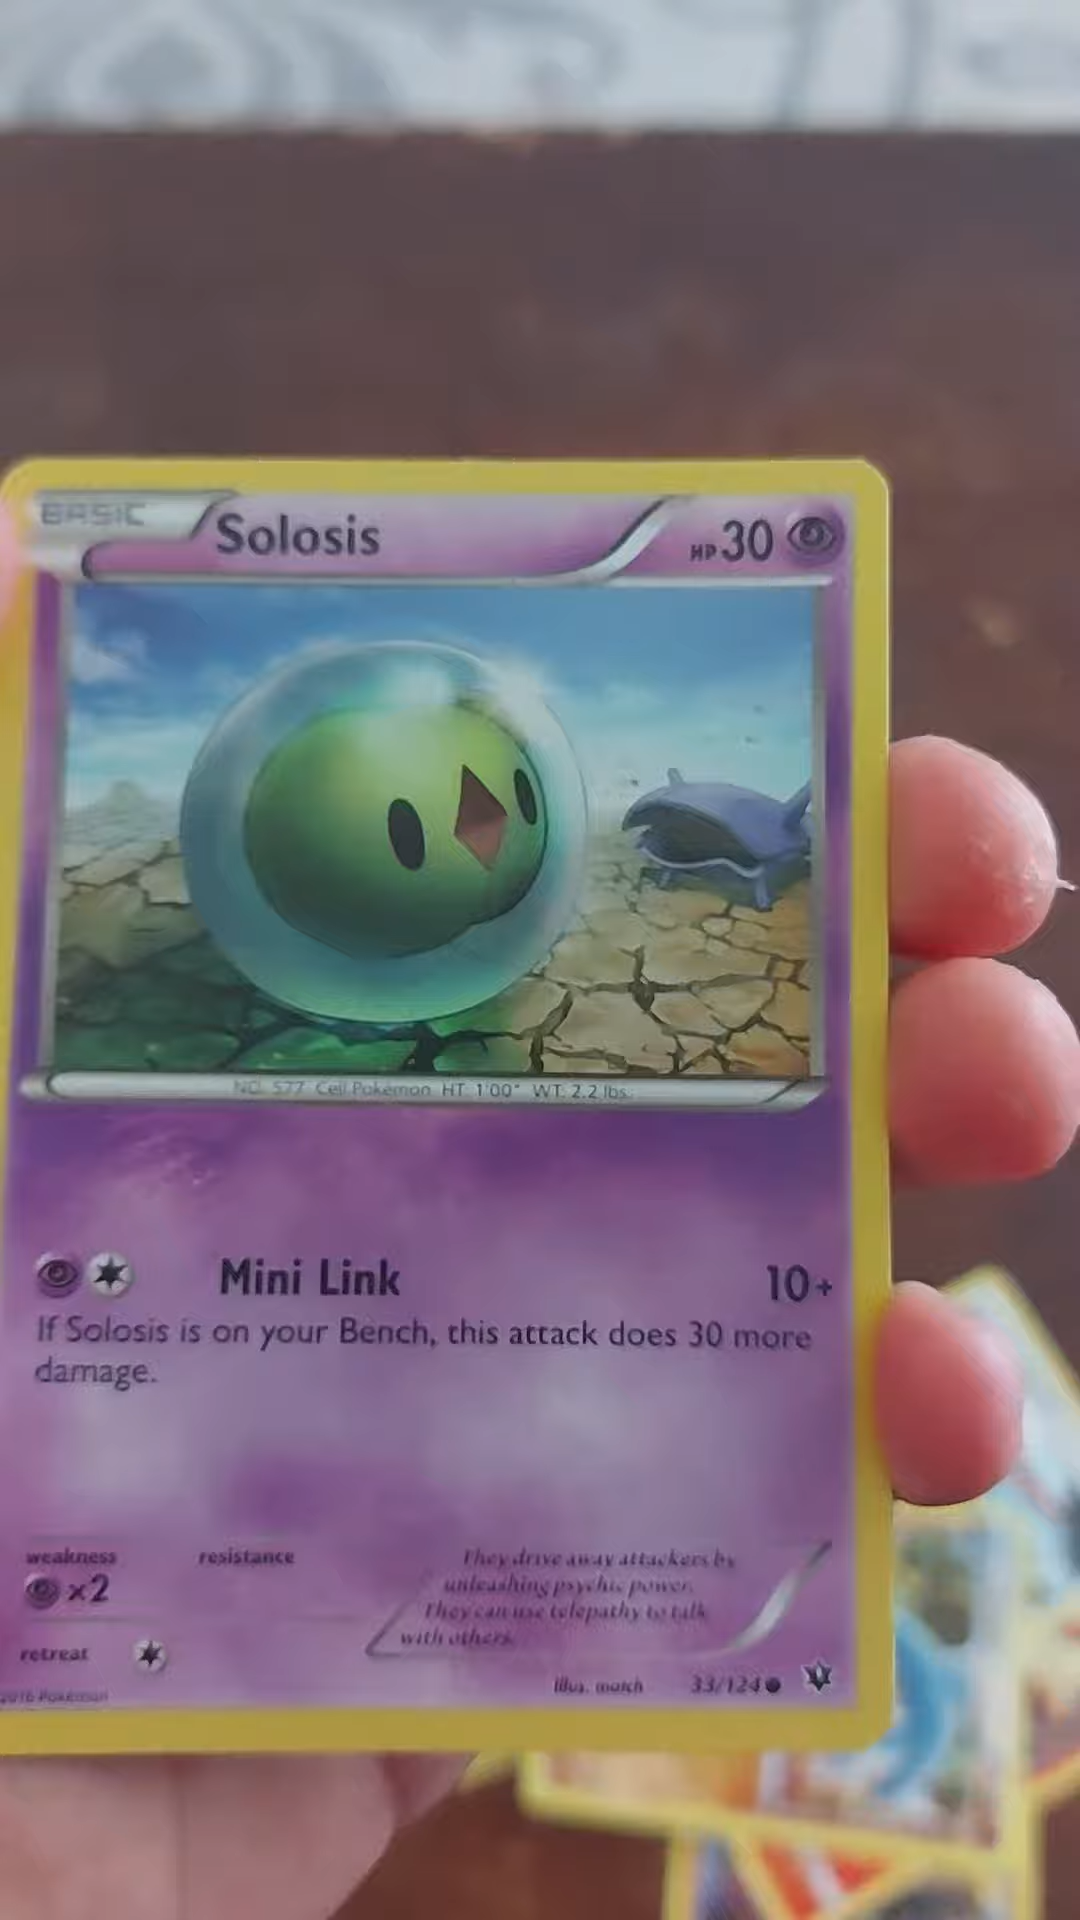 BASIC
Solosis
HP 30
NO. 577 Cell Pokémon HT: 1'00" WT: 2.2 lbs.
Mini Link
10+
If Solosis is on your Bench, this attack does 30 more
damage.
weakness
×2
resistance
retreat
They drive away attackers by
unleashing psychic power.
They can use telepathy to talk
with others.
Illus. match
33/124
2016 Pokémon